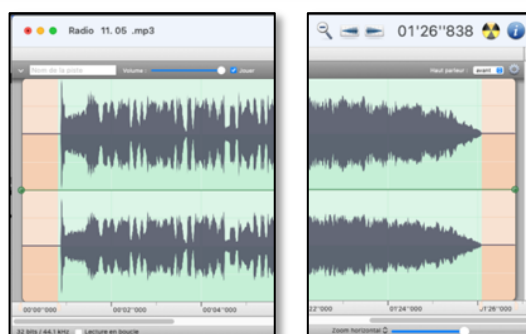 Radio 11. 05 .mp3
01'26"838
Nom de la piste
Volume :
Jouer
Haut parleur : avant
00'00"000
00'02"000
00'04"000
22"000
01'24"000
01'26"000
32 bits / 44.1 kHz
Lecture en boucle
Zoom horizontal